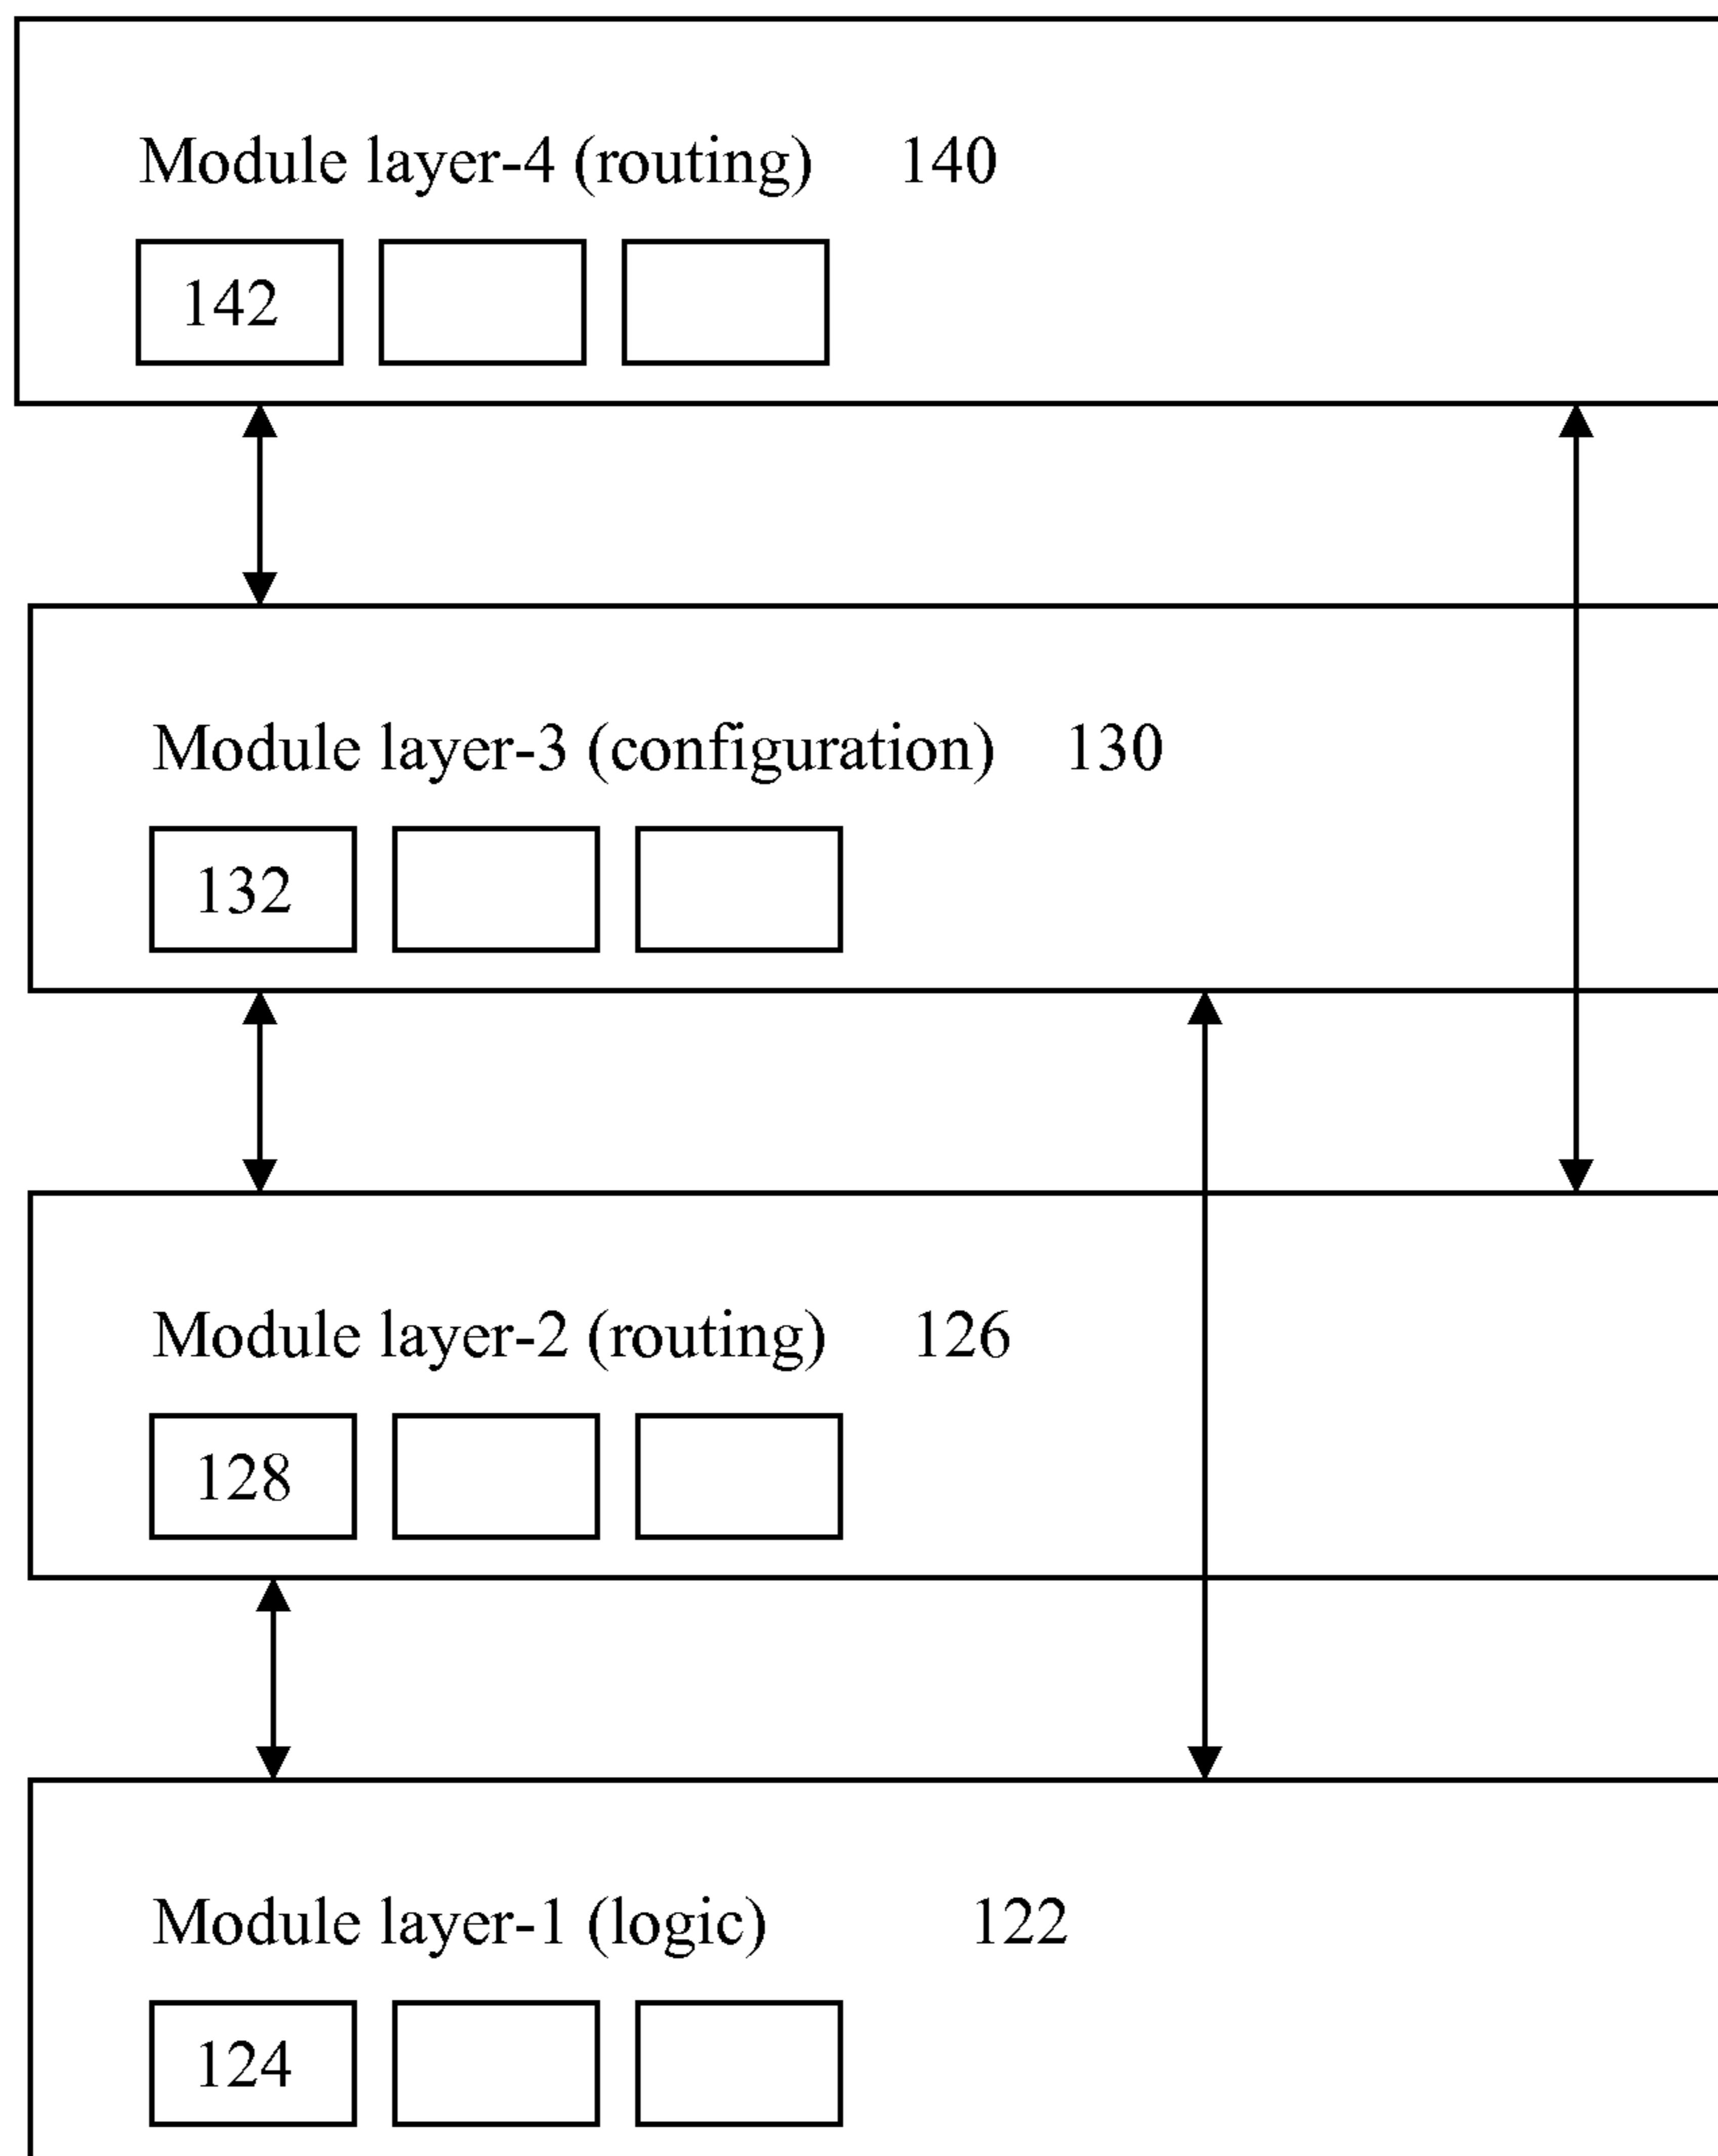 Module layer-4 (routing) 140
142
Module layer-3 (configuration) 130
132
Module layer-2 (routing) 126
128
Module layer-1 (logic) 122
124